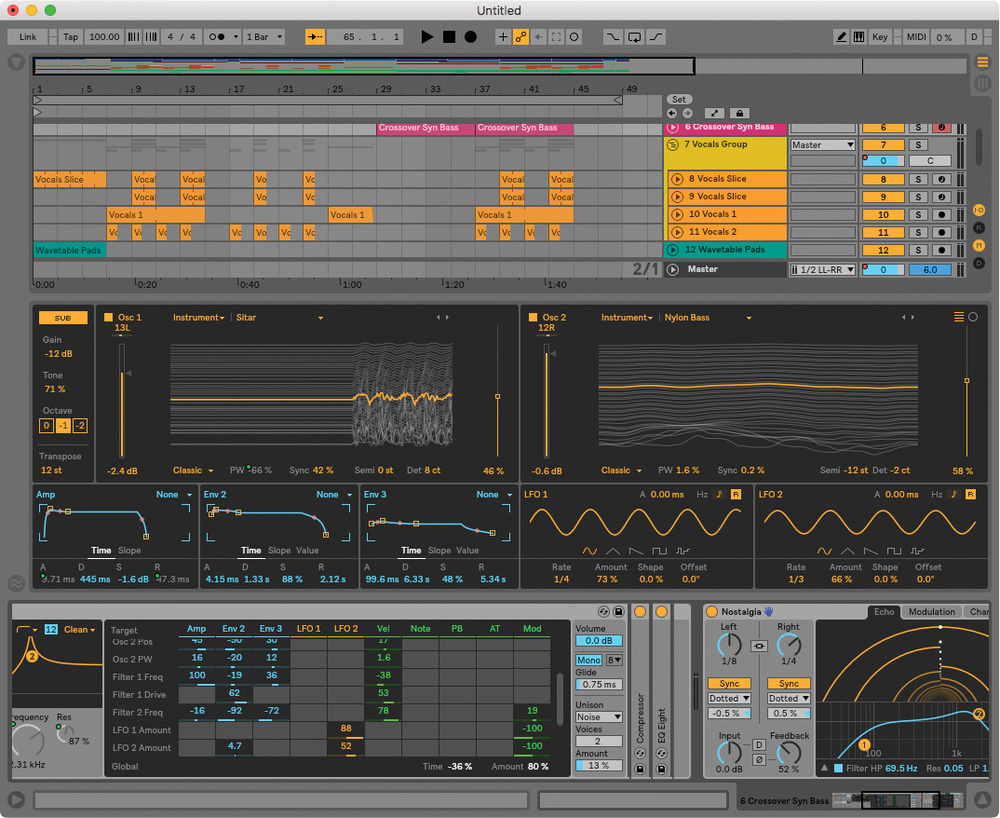 Untitled
Link Tap 100.00 4 / 4 1 Bar 65. 1. 1 Key MIDI 0 % D
1 5 9 13 17 21 25 29 33 37 41 45 49
Set
Crossover Syn Bass Crossover Syn Bass 6 Crossover Syn Bass 6 S
7 Vocals Group Master 7 S
0 C
Vocals Slice Vocal Vocal Vo Vc Vocal Vocal 8 Vocals Slice 8 S
Vocal Vocal Vo Vc Vocal Vocal 9 Vocals Slice 9 S
Vocals 1 Vocals 1 Vocals 1 10 Vocals 1 10 S
11 Vocals 2 11 S
Wavetable Pads 12 Wavetable Pads 12 S
2/1 Master 1/2 LL-RR 0 6.0
0:00 0:20 0:40 1:00 1:20 1:40
SUB Osc 1 Instrument Sitar Osc 2 Instrument Nylon Bass
13L 12R
Gain
-12 dB
Tone
71 %
Octave
0 -1 -2
Transpose
12 st
-2.4 dB Classic PW -66 % Sync 42 % Semi 0 st Det 8 ct 46 %
-0.6 dB Classic PW 1.6 % Sync 0.2 % Semi -12 st Det -2 ct 58 %
Amp None Env 2 None Env 3 None LFO 1 A 0.00 ms Hz R LFO 2 A 0.00 ms Hz R
Time Slope Time Slope Value Time Slope Value
A D S R A D S R A D S R Rate Amount Shape Offset Rate Amount Shape Offset
.71 ms 445 ms -1.6 dB 47.3 ms 4.15 ms 1.33 s 88 % 2.12 s 99.6 ms 6.33 s 48 % 5.34 s 1/4 73 % 0.0 % 0.0° 1/3 66 % 0.0 % 0.0°
12 Clean
2
requency Res
87 %
2.31 kHz
Target Amp Env 2 Env 3 LFO 1 LFO 2 Vel Note PB AT Mod
Osc 2 Pos 45 -50 30 17
Osc 2 PW 16 -20 12 1.6
Filter 1 Freq 100 -19 36 -38
Filter 1 Drive 62 53
Filter 2 Freq -16 -92 -72 78 19
LFO 1 Amount 88 -100
LFO 2 Amount 4.7 52 -100
Global Time -36 % Amount 80 %
Volume
0.0 dB
Mono 8
Glide
0.75 ms
Unison
Noise
Voices
2
Amount
13 %
Compressor
EQ Eight
Nostalgia Echo Modulation Char
Left Right
1/8 1/4
Sync Sync
Dotted Dotted
-0.5 % 0.5 %
Input D Feedback
Ø
0.0 dB 52 %
1 2
100 1k
Filter HP 69.5 Hz Res 0.05 LP 1.
6 Crossover Syn Bass